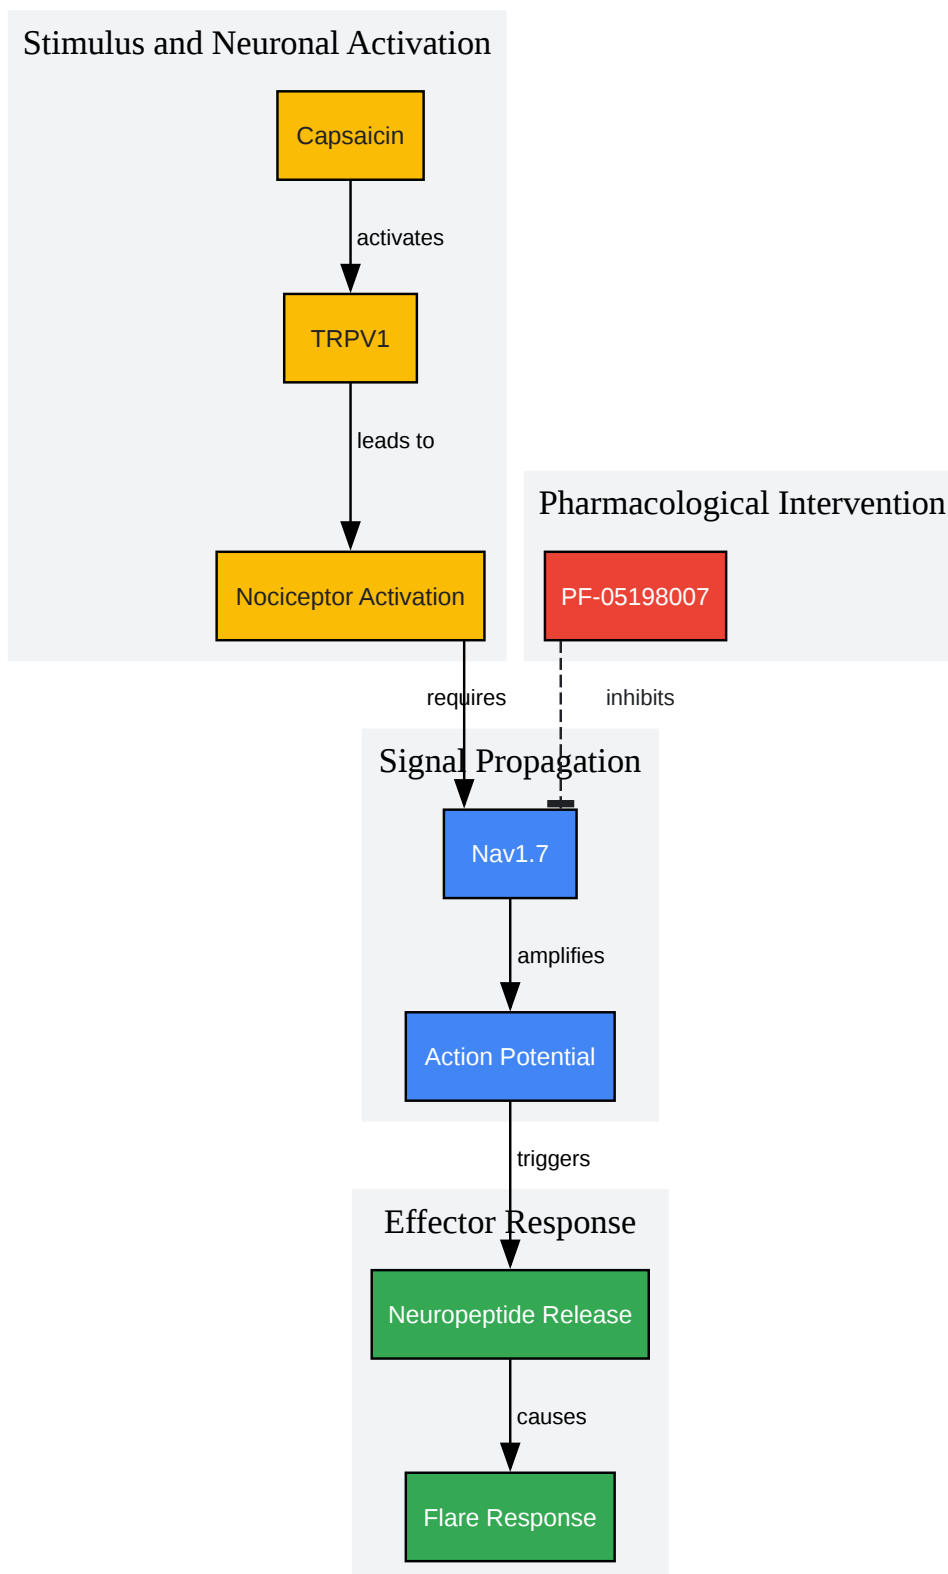 Stimulus and Neuronal Activation
Capsaicin
activates
TRPV1
leads to
Pharmacological Intervention
Nociceptor Activation
PF-05198007
requires
inhibits
Signal Propagation
Nav1.7
amplifies
Action Potential
triggers
Effector Response
Neuropeptide Release
causes
Flare Response